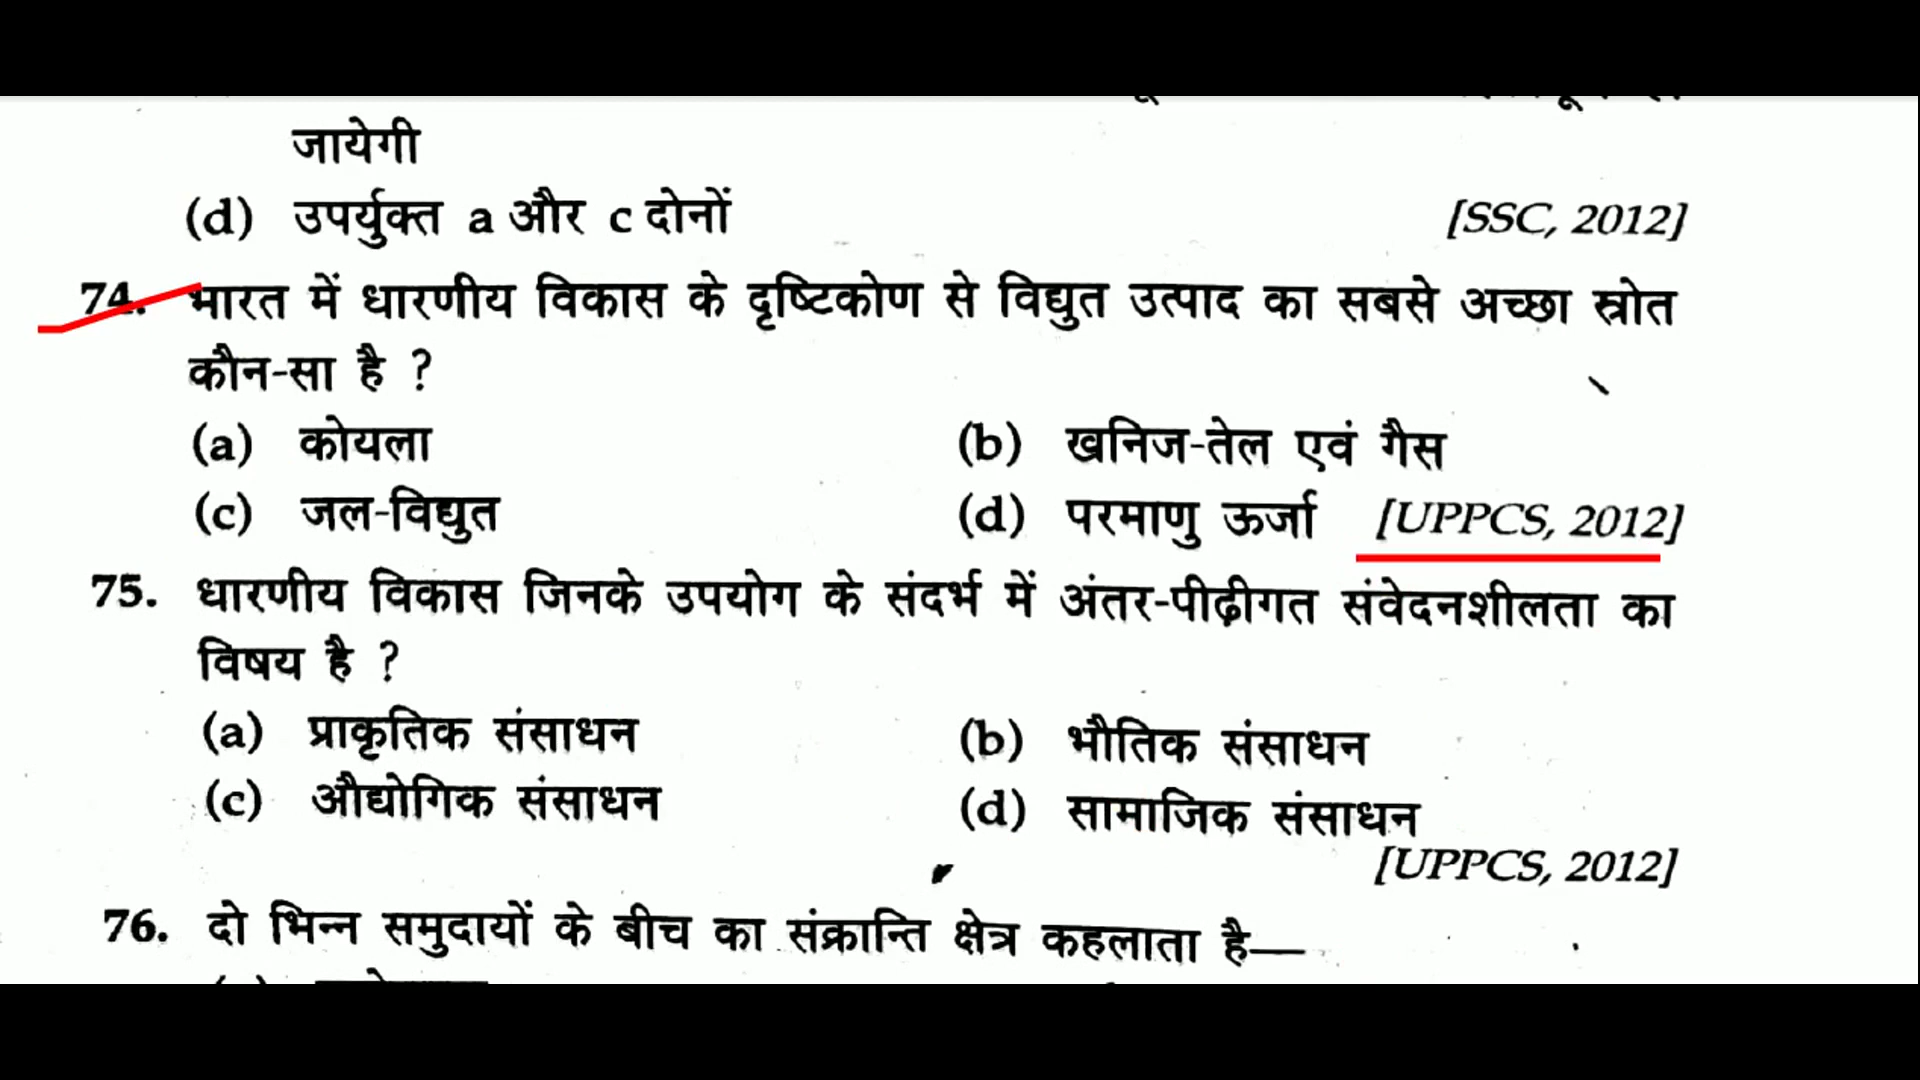 जायेगी
(d) उपर्युक्त a और c दोनों [SSC, 2012]
74. भारत में धारणीय विकास के दृष्टिकोण से विद्युत उत्पाद का सबसे अच्छा स्रोत
कौन-सा है ?
(a) कोयला (b) खनिज-तेल एवं गैस
(c) जल-विद्युत (d) परमाणु ऊर्जा [UPPCS, 2012]
75. धारणीय विकास जिनके उपयोग के संदर्भ में अंतर-पीढ़ीगत संवेदनशीलता का
विषय है ?
(a) प्राकृतिक संसाधन (b) भौतिक संसाधन
(c) औद्योगिक संसाधन (d) सामाजिक संसाधन
[UPPCS, 2012]
76. दो भिन्न समुदायों के बीच का संक्रान्ति क्षेत्र कहलाता है—